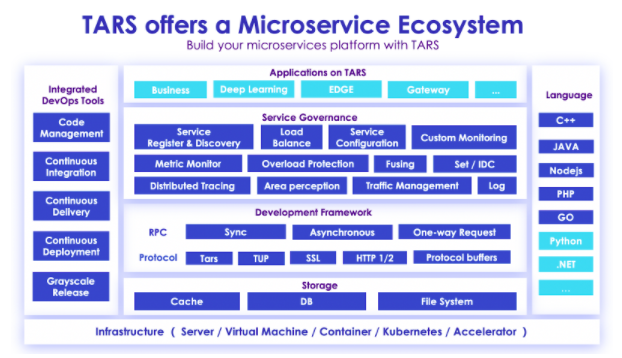 TARS offers a Microservice Ecosystem
Build your microservices platform with TARS
Integrated
DevOps Tools
Code
Management
Continuous
Integration
Continuous
Delivery
Continuous
Deployment
Grayscale
Release
Applications on TARS
Business
Deep Learning
EDGE
Gateway
...
Service Governance
Service
Register & Discovery
Load
Balance
Service
Configuration
Custom Monitoring
Metric Monitor
Overload Protection
Fusing
Set / IDC
Distributed Tracing
Area perception
Traffic Management
Log
Development Framework
RPC
Sync
Asynchronous
One-way Request
Protocol
Tars
TUP
SSL
HTTP 1/2
Protocol buffers
Storage
Cache
DB
File System
Language
C++
JAVA
Nodejs
PHP
GO
Python
.NET
...
Infrastructure ( Server / Virtual Machine / Container / Kubernetes / Accelerator )